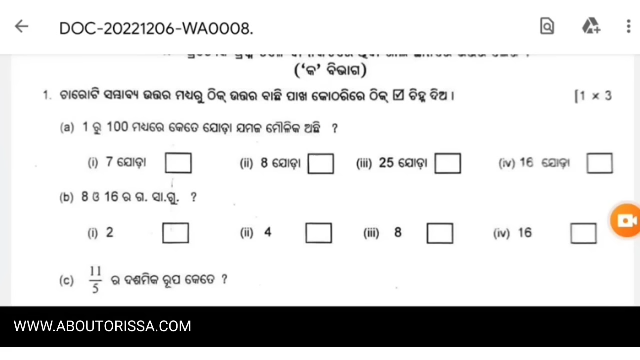 DOC-20221206-WA0008.
('କ' ବିଭାଗ)
1. ଚାରୋଟି ସମ୍ଭାବ୍ୟ ଉତ୍ତର ମଧ୍ୟରୁ ଠିକ୍ ଉତ୍ତର ବାଛି ପାଖ କୋଠରିରେ ଠିକ୍ ☑ ଚିହ୍ନ ଦିଅ । [1 × 3
(a) 1 ରୁ 100 ମଧ୍ୟରେ କେତେ ଯୋଡ଼ା ଯମଜ ମୌଳିକ ଅଛି ?
(i) 7 ଯୋଡ଼ା (ii) 8 ଯୋଡ଼ା (iii) 25 ଯୋଡ଼ା (iv) 16 ଯୋଡ଼ା
(b) 8 ଓ 16 ର ଗ. ସା.ଗୁ. ?
(i) 2 (ii) 4 (iii) 8 (iv) 16
(c) 11/5 ର ଦଶମିକ ରୂପ କେତେ ?
WWW.ABOUTORISSA.COM